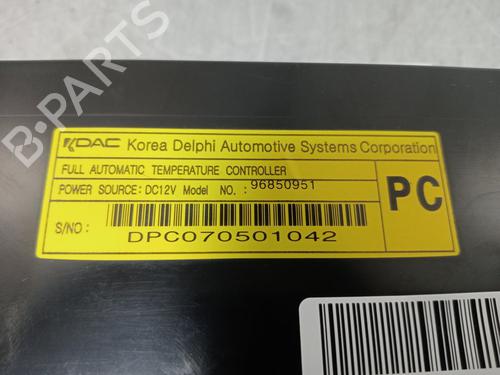 B-PARTS
KDAC Korea Delphi Automotive Systems Corporation
FULL AUTOMATIC TEMPERATURE CONTROLLER
POWER SOURCE: DC12V Model NO. : 96850951
PC
S/NO :
DPC070501042